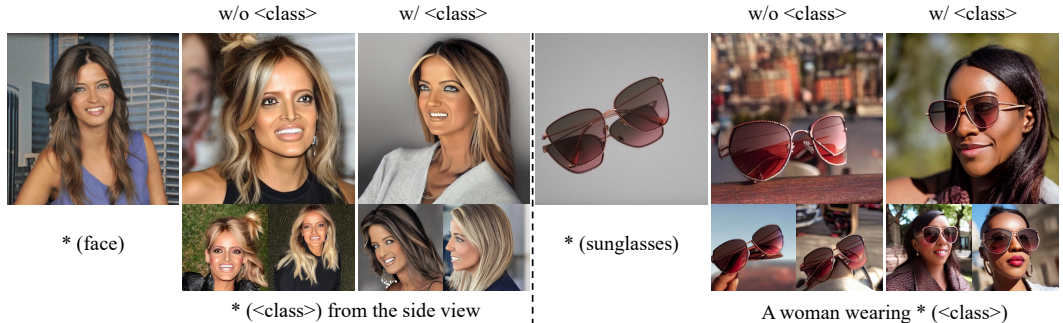 w/o <class>
w/ <class>
w/o <class>
w/ <class>
* (face)
* (sunglasses)
* (<class>) from the side view
A woman wearing * (<class>)